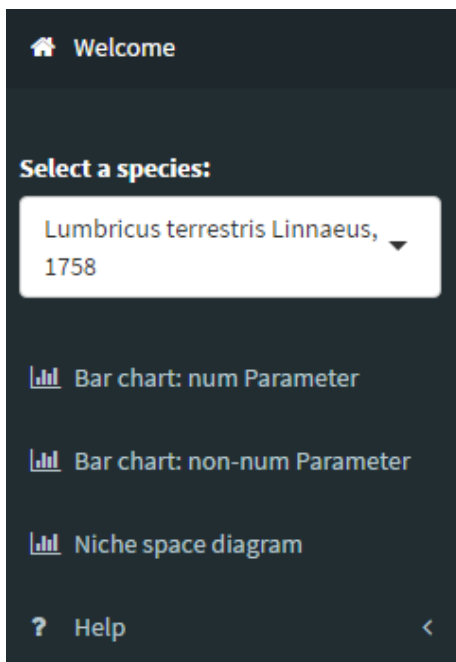 Welcome
Select a species:
Lumbricus terrestris Linnaeus,
1758
Bar chart: num Parameter
Bar chart: non-num Parameter
Niche space diagram
? Help